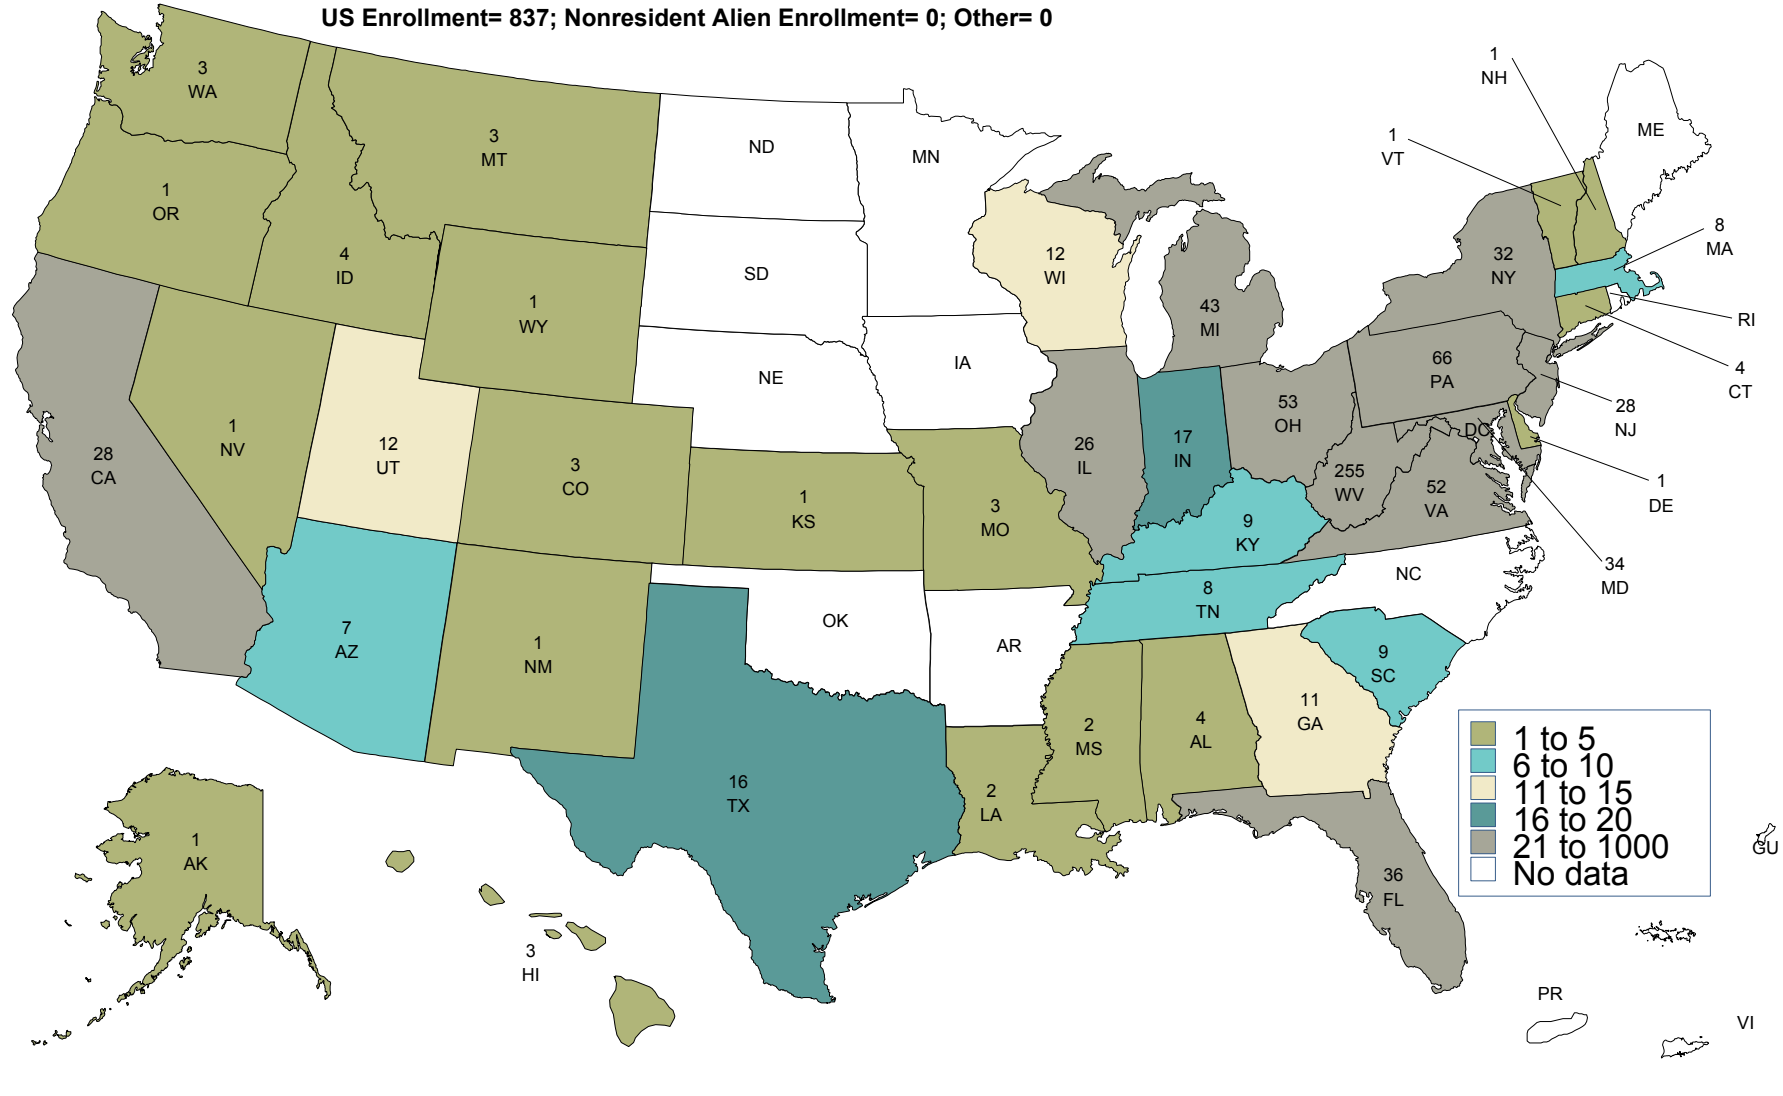 US Enrollment= 837; Nonresident Alien Enrollment= 0; Other= 0
3
WA
1
OR
4
ID
3
MT
1
WY
28
CA
1
NV
12
UT
3
CO
7
AZ
1
NM
ND
SD
NE
1
KS
OK
16
TX
MN
IA
3
MO
AR
2
LA
12
WI
26
IL
43
MI
17
IN
53
OH
9
KY
8
TN
2
MS
4
AL
11
GA
36
FL
9
SC
NC
52
VA
255
WV
66
PA
32
NY
DC
1
VT
1
NH
ME
8
MA
RI
4
CT
28
NJ
1
DE
34
MD
1
AK
3
HI
1 to 5
6 to 10
11 to 15
16 to 20
21 to 1000
No data
GU
PR
VI